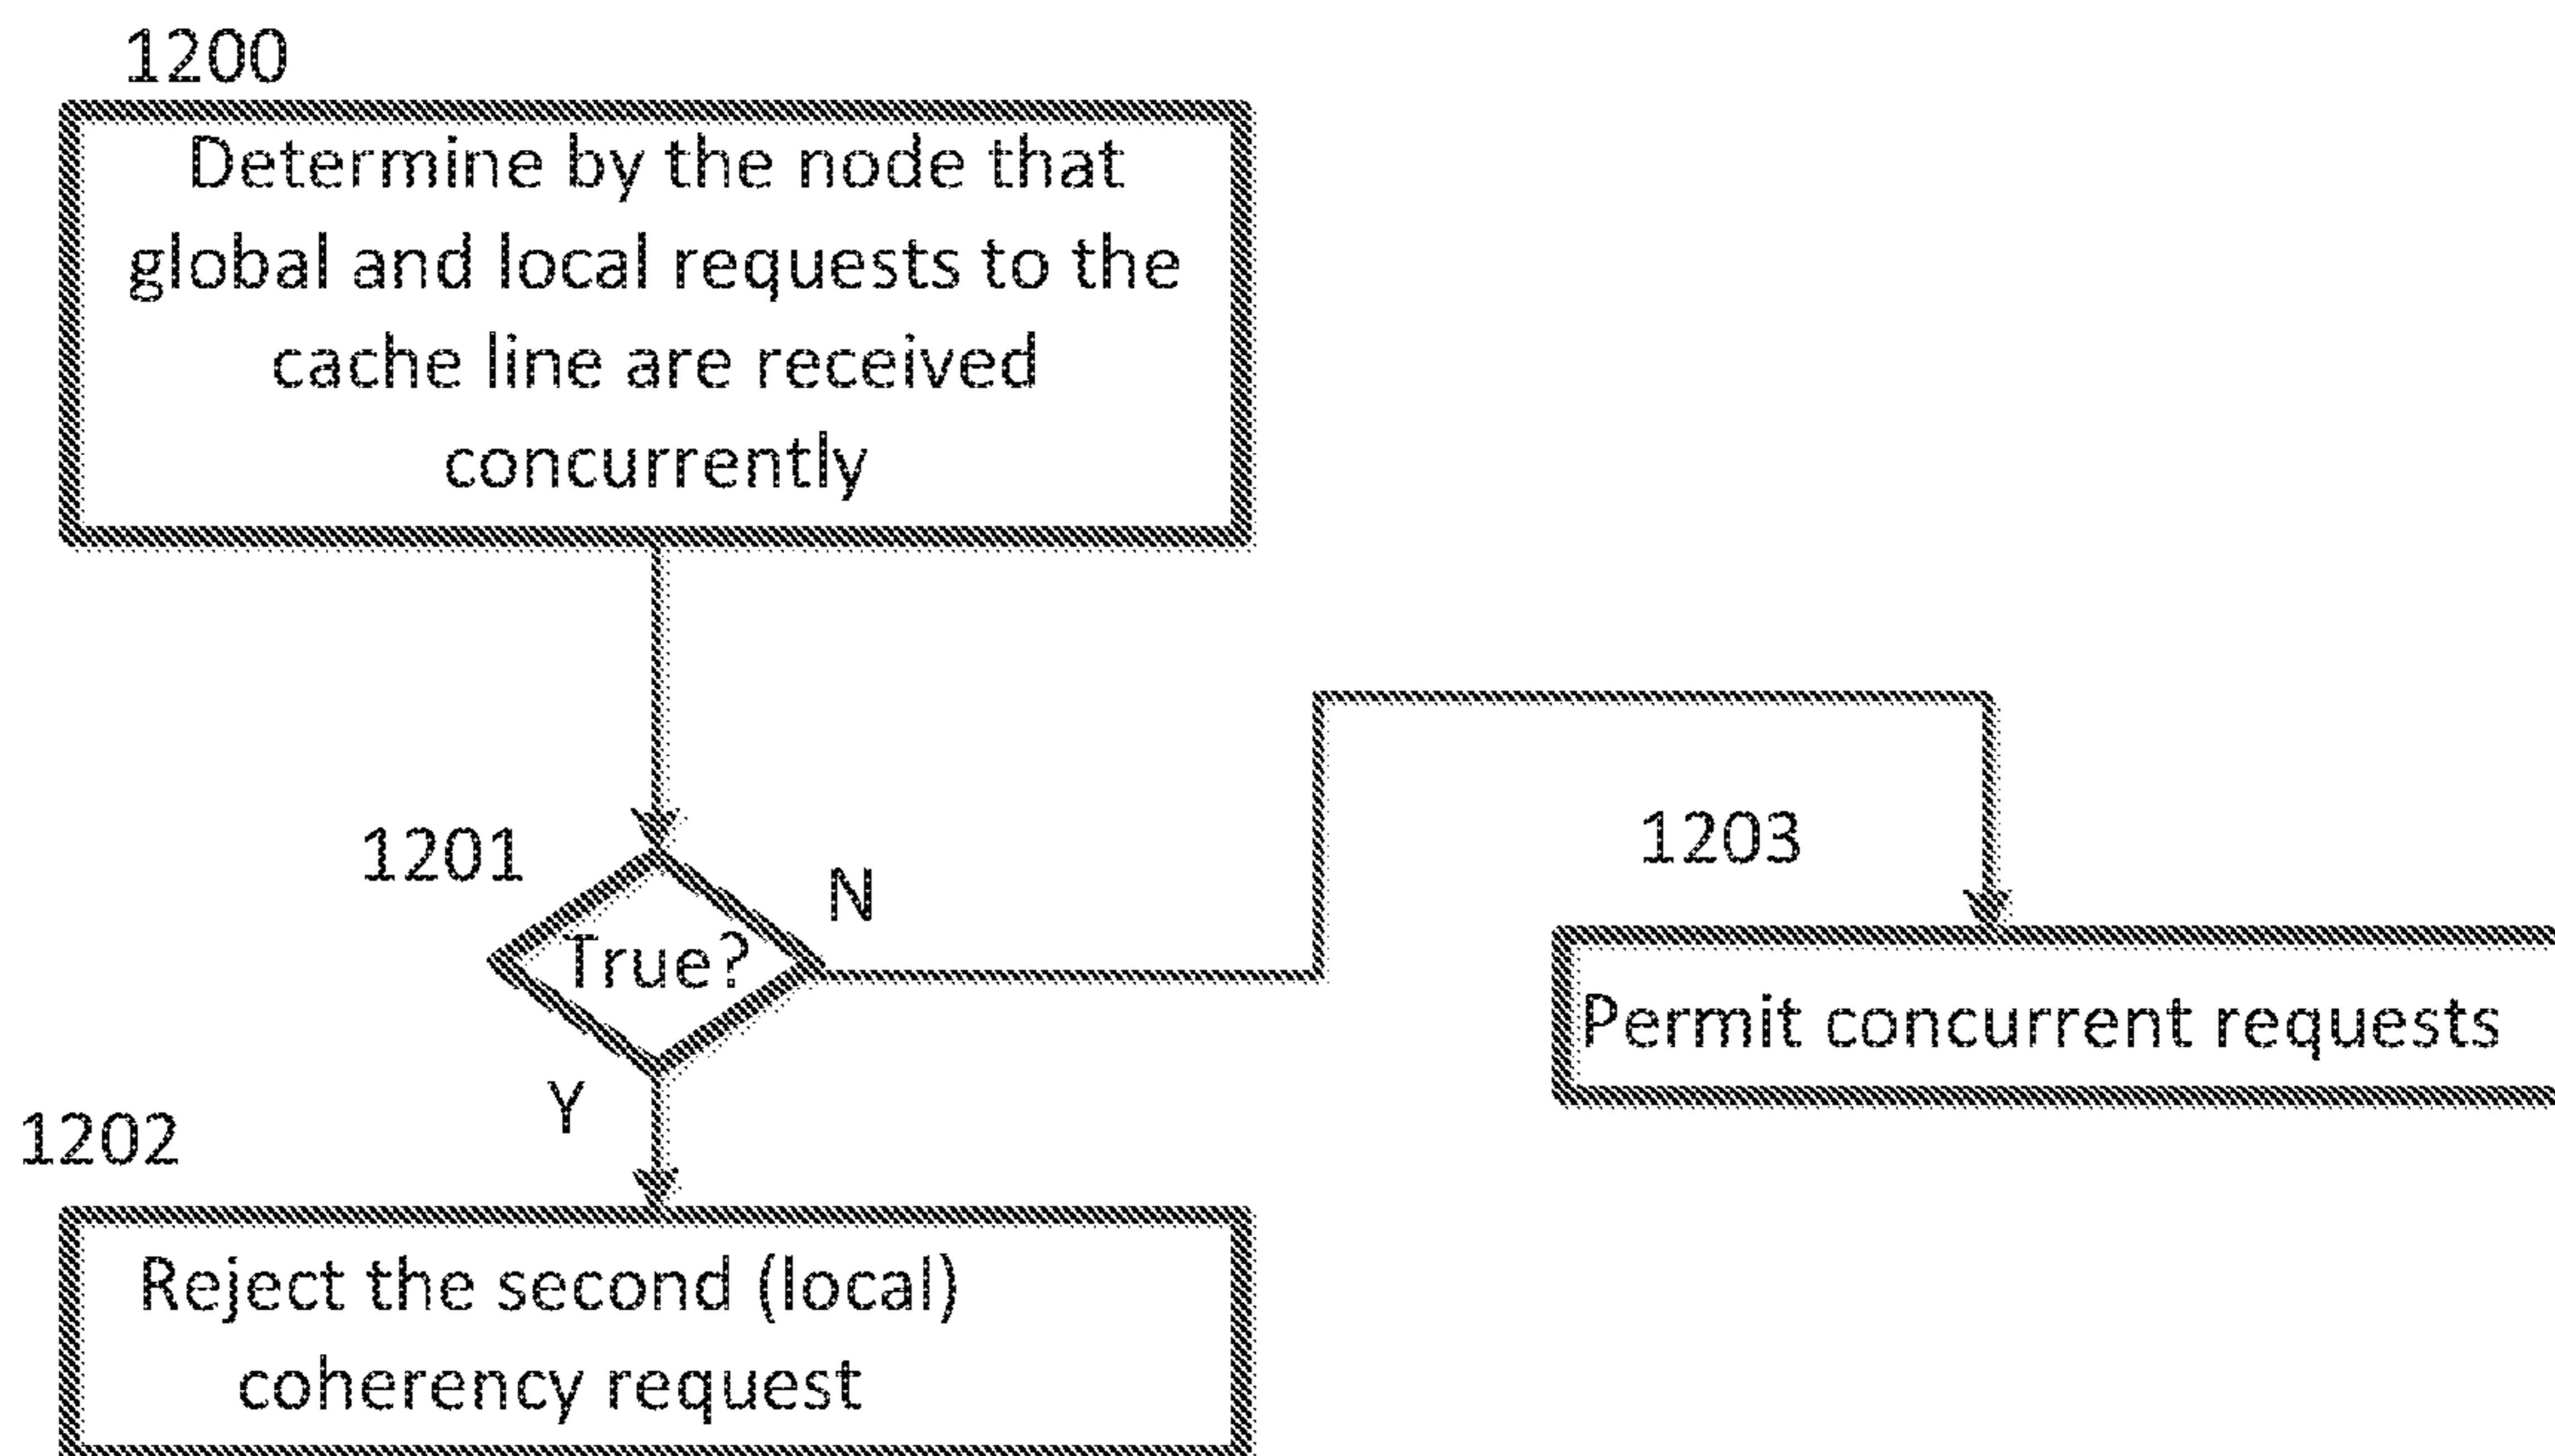 1200
Determine by the node that
global and local requests to the
cache line are received
concurrently
1201
True?
N
Y
1203
Permit concurrent requests
1202
Reject the second (local)
coherency request